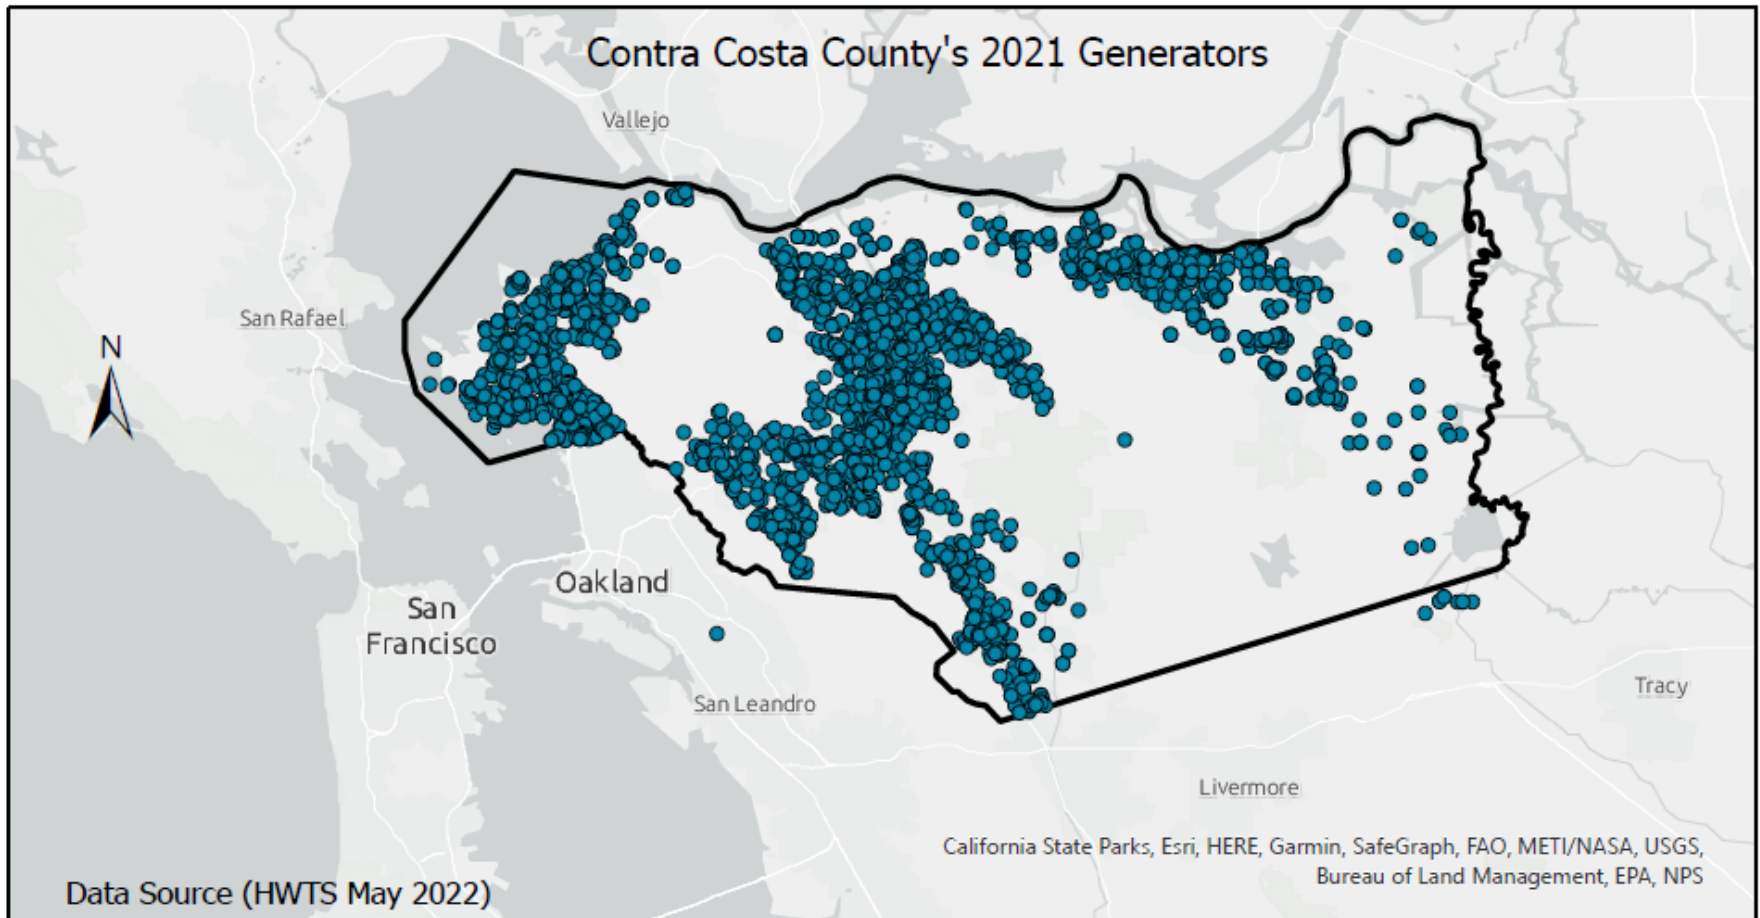 Contra Costa County's 2021 Generators
Vallejo
San Rafael
N
Oakland
San
Francisco
San Leandro
Tracy
Livermore
California State Parks, Esri, HERE, Garmin, SafeGraph, FAO, METI/NASA, USGS,
Bureau of Land Management, EPA, NPS
Data Source (HWTS May 2022)